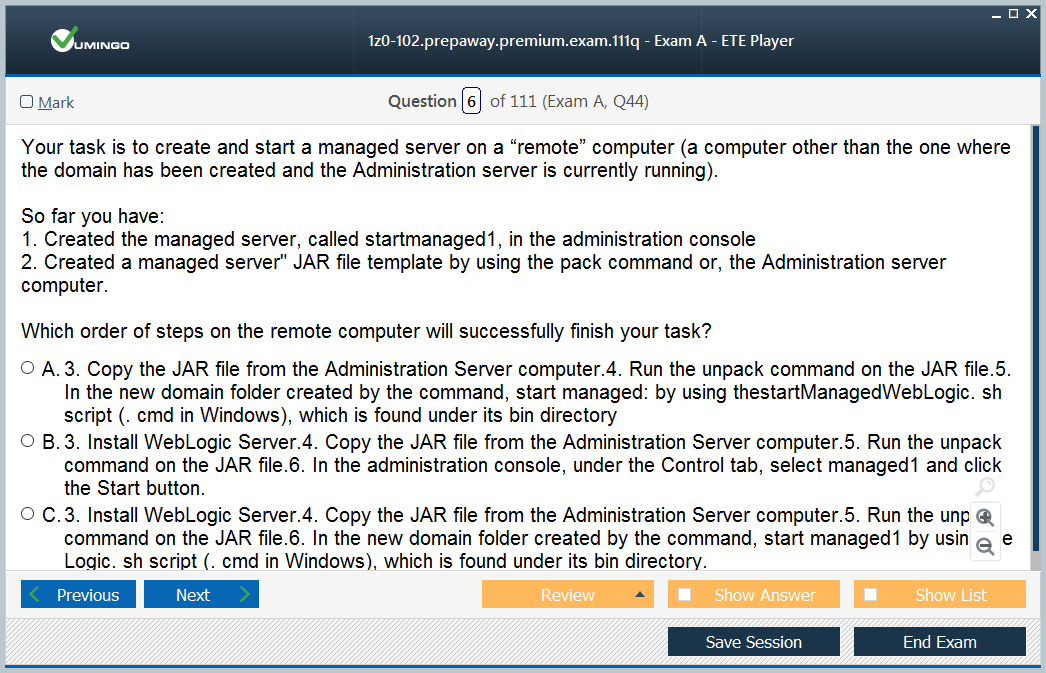 VUMINGO
1z0-102.prepaway.premium.exam.111q - Exam A - ETE Player
Mark
Question 6 of 111 (Exam A, Q44)
Your task is to create and start a managed server on a “remote” computer (a computer other than the one where
the domain has been created and the Administration server is currently running).
So far you have:
1. Created the managed server, called startmanaged1, in the administration console
2. Created a managed server" JAR file template by using the pack command or, the Administration server
computer.
Which order of steps on the remote computer will successfully finish your task?
A. 3. Copy the JAR file from the Administration Server computer.4. Run the unpack command on the JAR file.5.
In the new domain folder created by the command, start managed: by using thestartManagedWebLogic. sh
script (. cmd in Windows), which is found under its bin directory
B. 3. Install WebLogic Server.4. Copy the JAR file from the Administration Server computer.5. Run the unpack
command on the JAR file.6. In the administration console, under the Control tab, select managed1 and click
the Start button.
C. 3. Install WebLogic Server.4. Copy the JAR file from the Administration Server computer.5. Run the unp
command on the JAR file.6. In the new domain folder created by the command, start managed1 by usin e
Logic. sh script (. cmd in Windows), which is found under its bin directory.
Previous
Next
Review
Show Answer
Show List
Save Session
End Exam